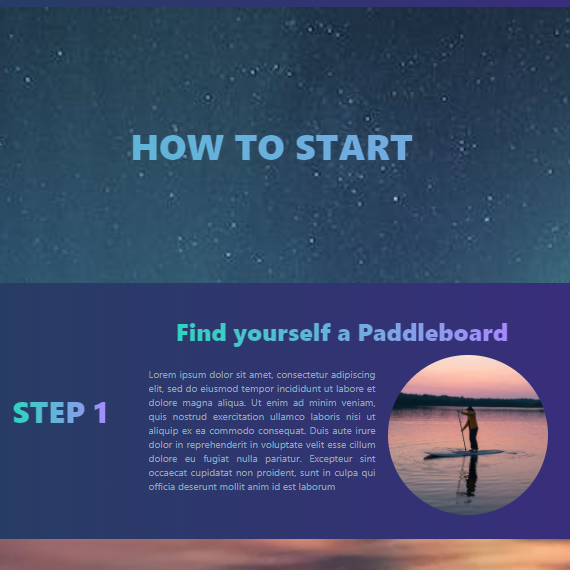 HOW TO START
Find yourself a Paddleboard
STEP 1
Lorem ipsum dolor sit amet, consectetur adipiscing
elit, sed do eiusmod tempor incididunt ut labore et
dolore magna aliqua. Ut enim ad minim veniam,
quis nostrud exercitation ullamco laboris nisi ut
aliquip ex ea commodo consequat. Duis aute irure
dolor in reprehenderit in voluptate velit esse cillum
dolore eu fugiat nulla pariatur. Excepteur sint
occaecat cupidatat non proident, sunt in culpa qui
officia deserunt mollit anim id est laborum